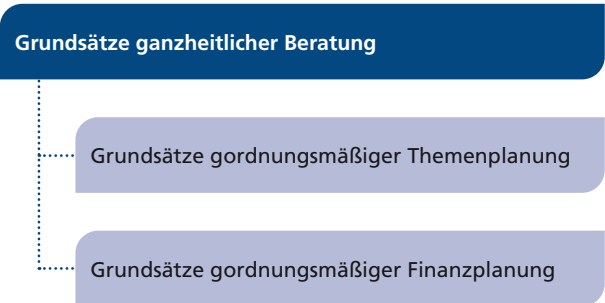 Grundsätze ganzheitlicher Beratung
Grundsätze gordnungsmäßiger Themenplanung
Grundsätze gordnungsmäßiger Finanzplanung